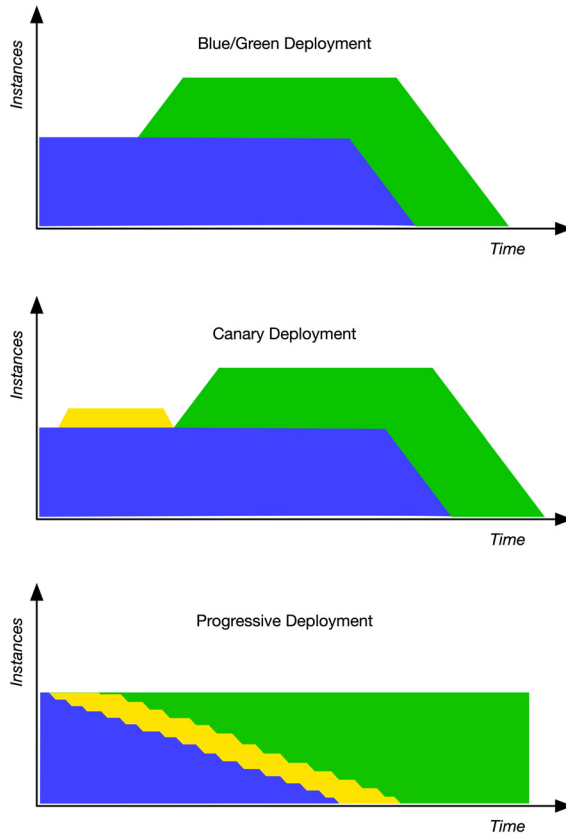 Blue/Green Deployment
Instances
Time
Canary Deployment
Instances
Time
Progressive Deployment
Instances
Time